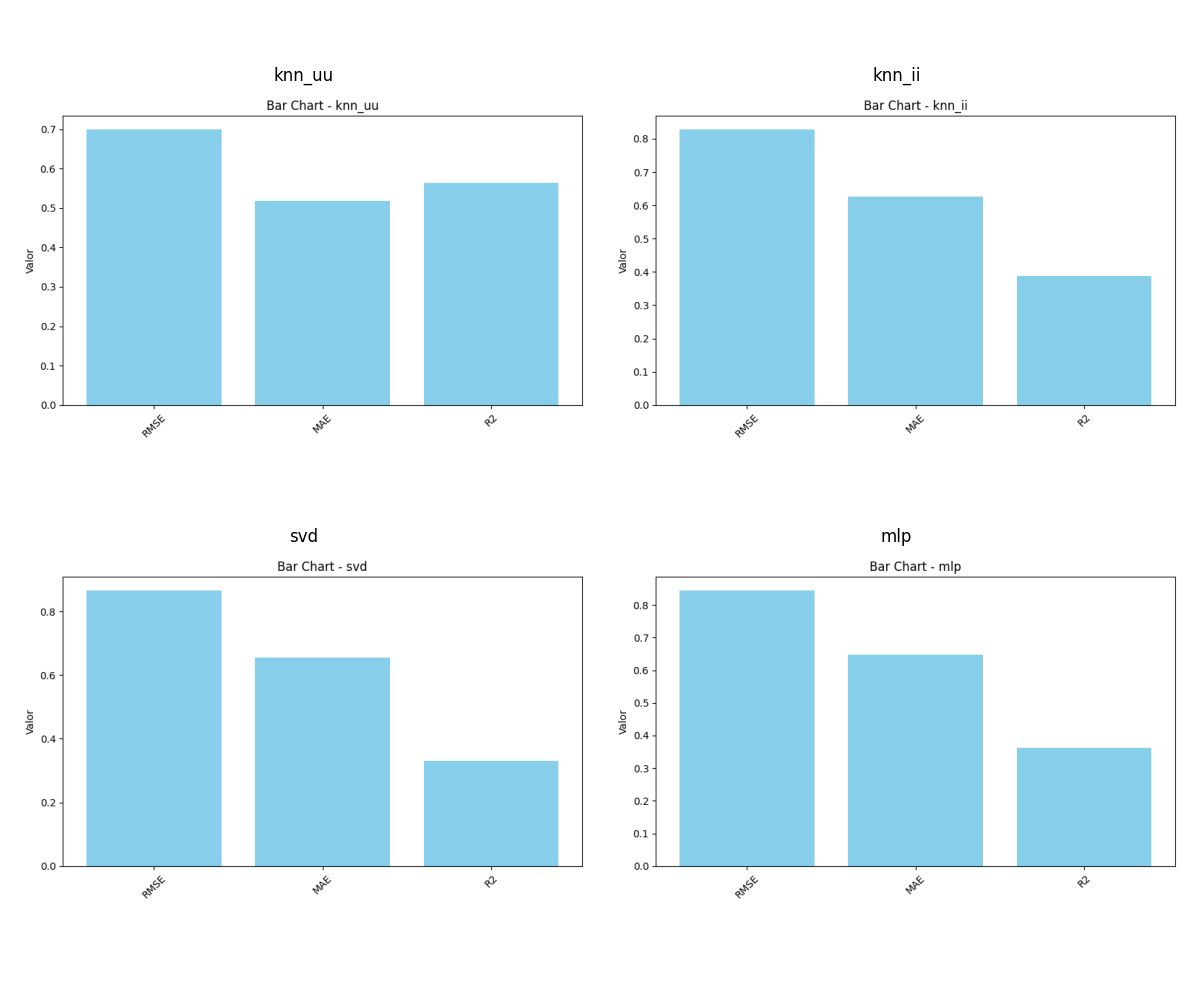 knn_uu
Bar Chart - knn_uu
Valor
0.7
0.6
0.5
0.4
0.3
0.2
0.1
0.0
RMSE
MAE
R2
knn_ii
Bar Chart - knn_ii
Valor
0.8
0.7
0.6
0.5
0.4
0.3
0.2
0.1
0.0
RMSE
MAE
R2
svd
Bar Chart - svd
Valor
0.8
0.6
0.4
0.2
0.0
RMSE
MAE
R2
mlp
Bar Chart - mlp
Valor
0.8
0.7
0.6
0.5
0.4
0.3
0.2
0.1
0.0
RMSE
MAE
R2